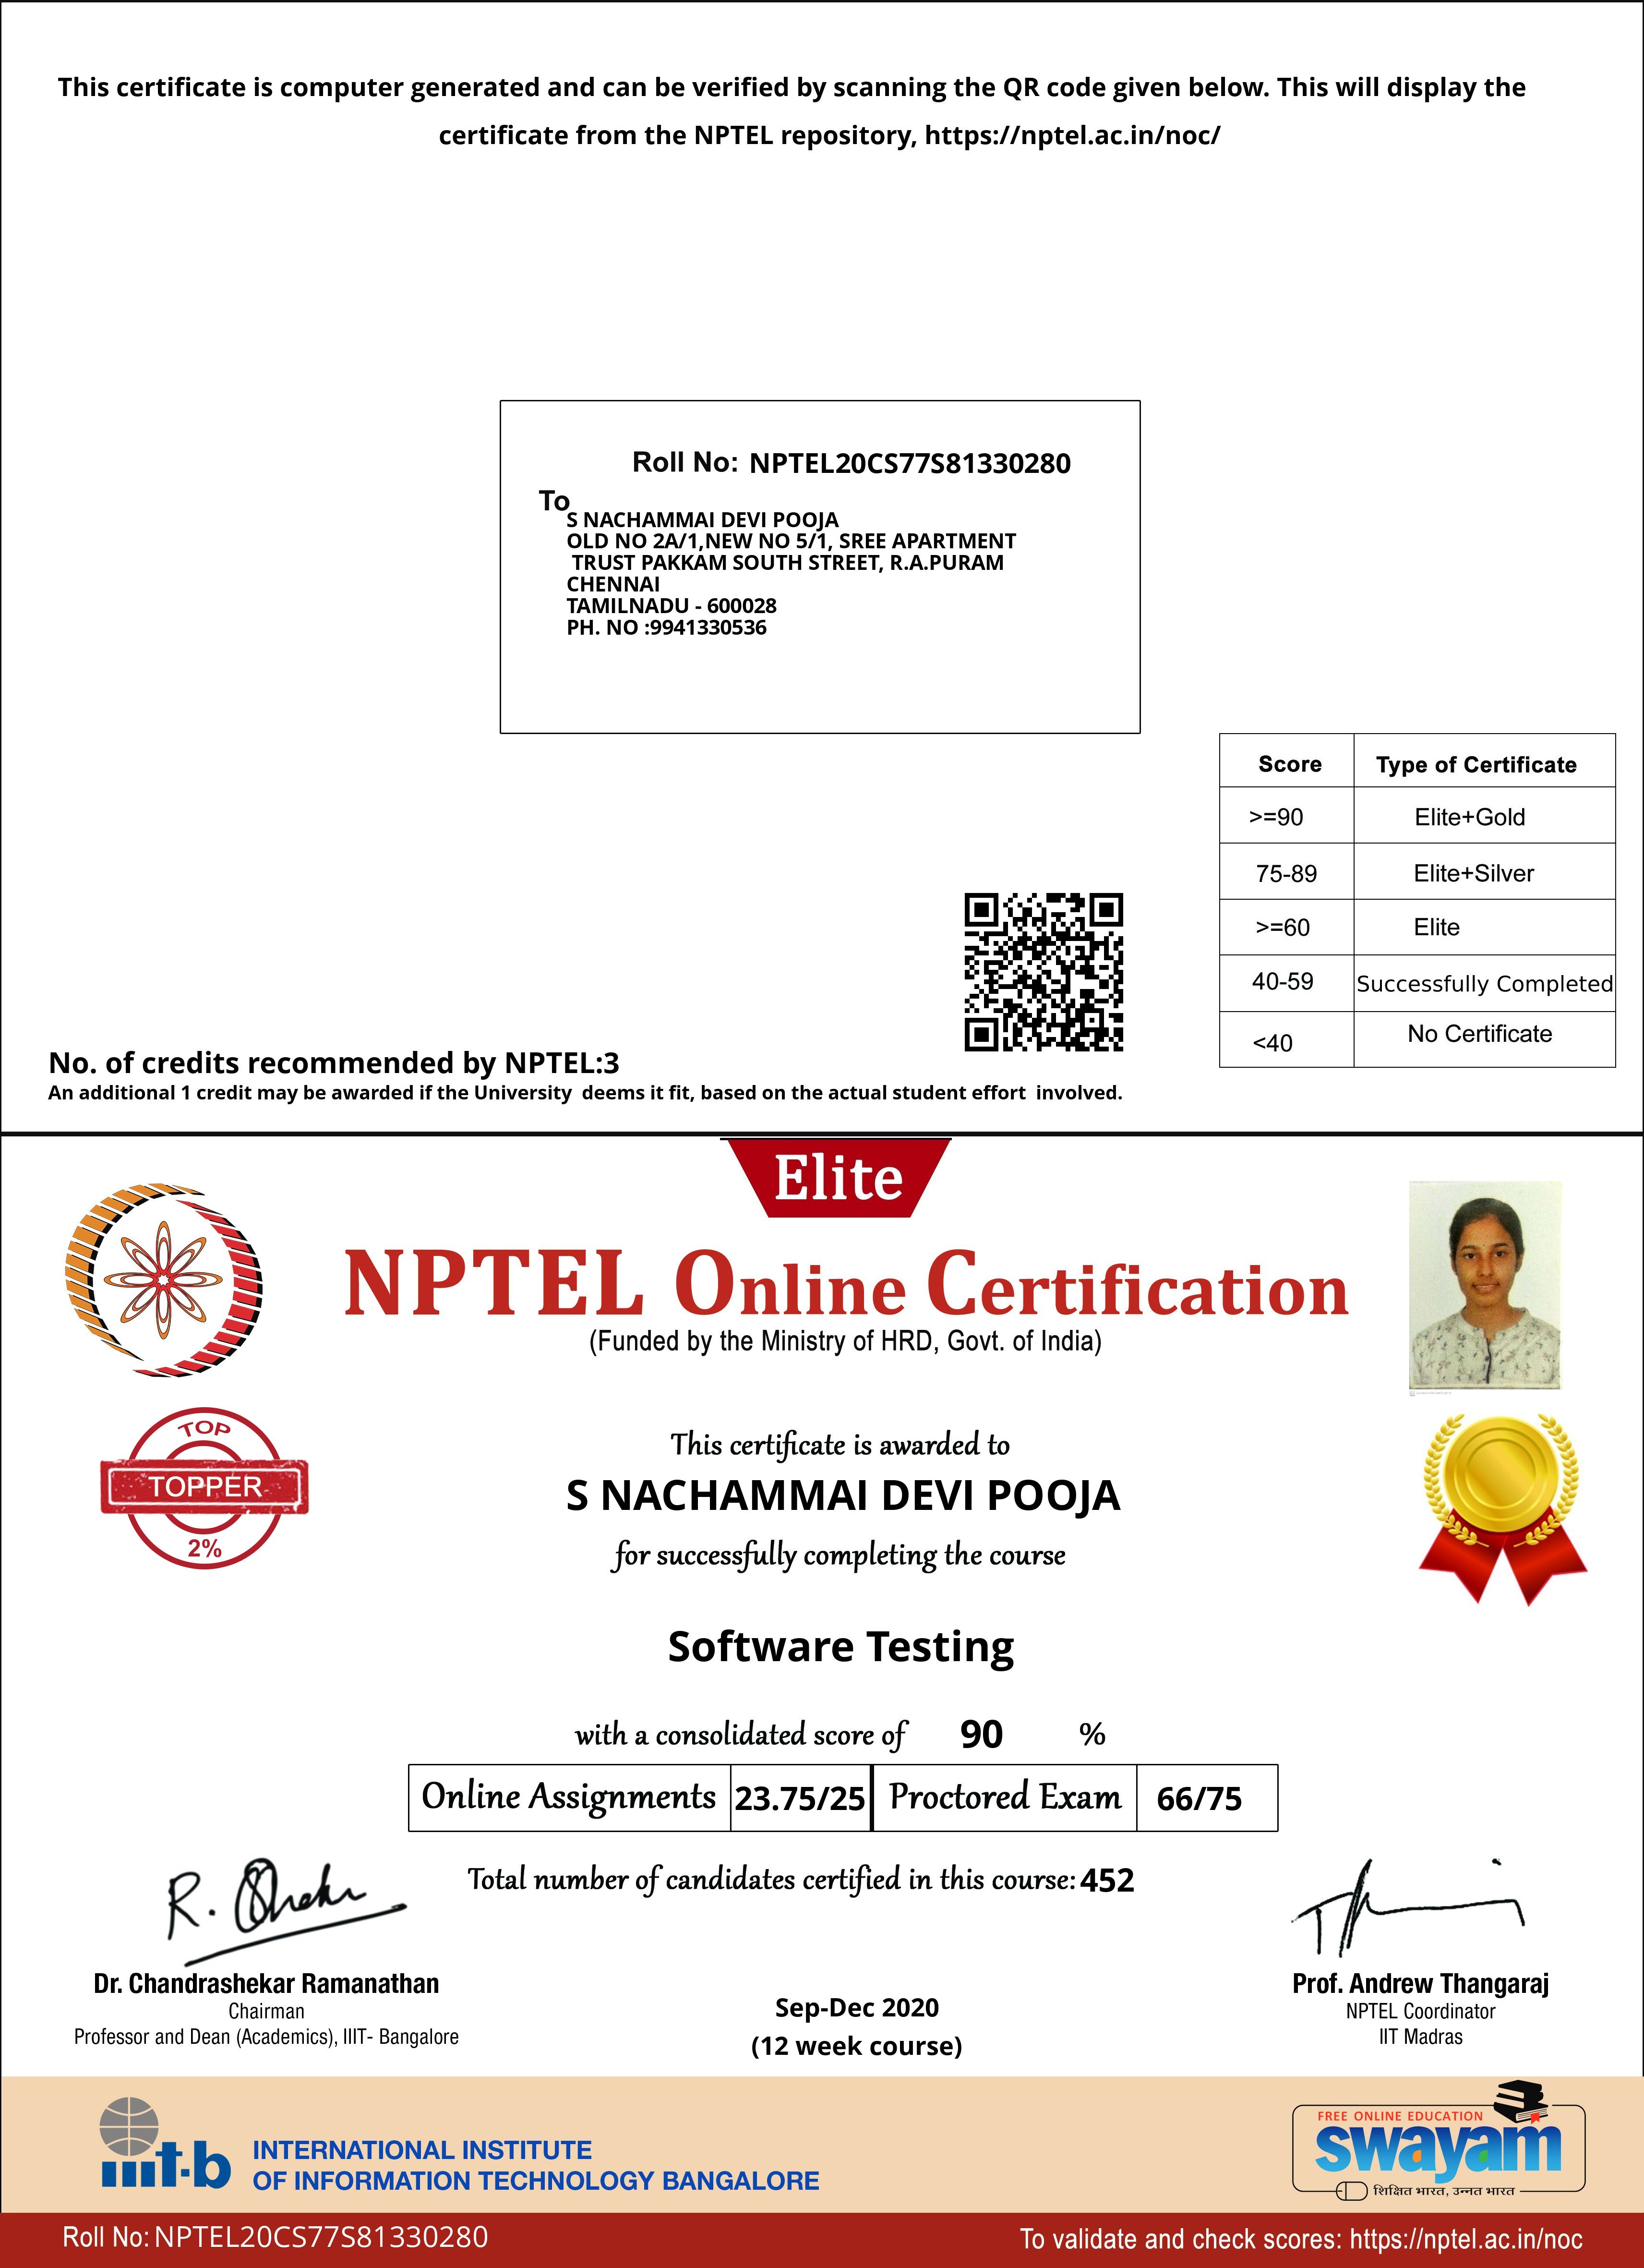 This certificate is computer generated and can be verified by scanning the QR code given below. This will display the
certificate from the NPTEL repository, https://nptel.ac.in/noc/
Roll No: NPTEL20CS77S81330280
To
S NACHAMMAI DEVI POOJA
OLD NO 2A/1,NEW NO 5/1, SREE APARTMENT
TRUST PAKKAM SOUTH STREET, R.A.PURAM
CHENNAI
TAMILNADU - 600028
PH. NO :9941330536
Score Type of Certificate
>=90 Elite+Gold
75-89 Elite+Silver
>=60 Elite
40-59 Successfully Completed
<40 No Certificate
No. of credits recommended by NPTEL:3
An additional 1 credit may be awarded if the University deems it fit, based on the actual student effort involved.
Elite
NPTEL Online Certification
(Funded by the Ministry of HRD, Govt. of India)
TOP
TOPPER
2%
This certificate is awarded to
S NACHAMMAI DEVI POOJA
for successfully completing the course
Software Testing
with a consolidated score of 90 %
Online Assignments 23.75/25 Proctored Exam 66/75
Total number of candidates certified in this course: 452
R. Shekar
Dr. Chandrashekar Ramanathan
Chairman
Professor and Dean (Academics), IIIT- Bangalore
Sep-Dec 2020
(12 week course)
Prof. Andrew Thangaraj
NPTEL Coordinator
IIT Madras
iiit-b
INTERNATIONAL INSTITUTE
OF INFORMATION TECHNOLOGY BANGALORE
FREE ONLINE EDUCATION
swayam
शिक्षित भारत, उन्नत भारत
Roll No: NPTEL20CS77S81330280
To validate and check scores: https://nptel.ac.in/noc